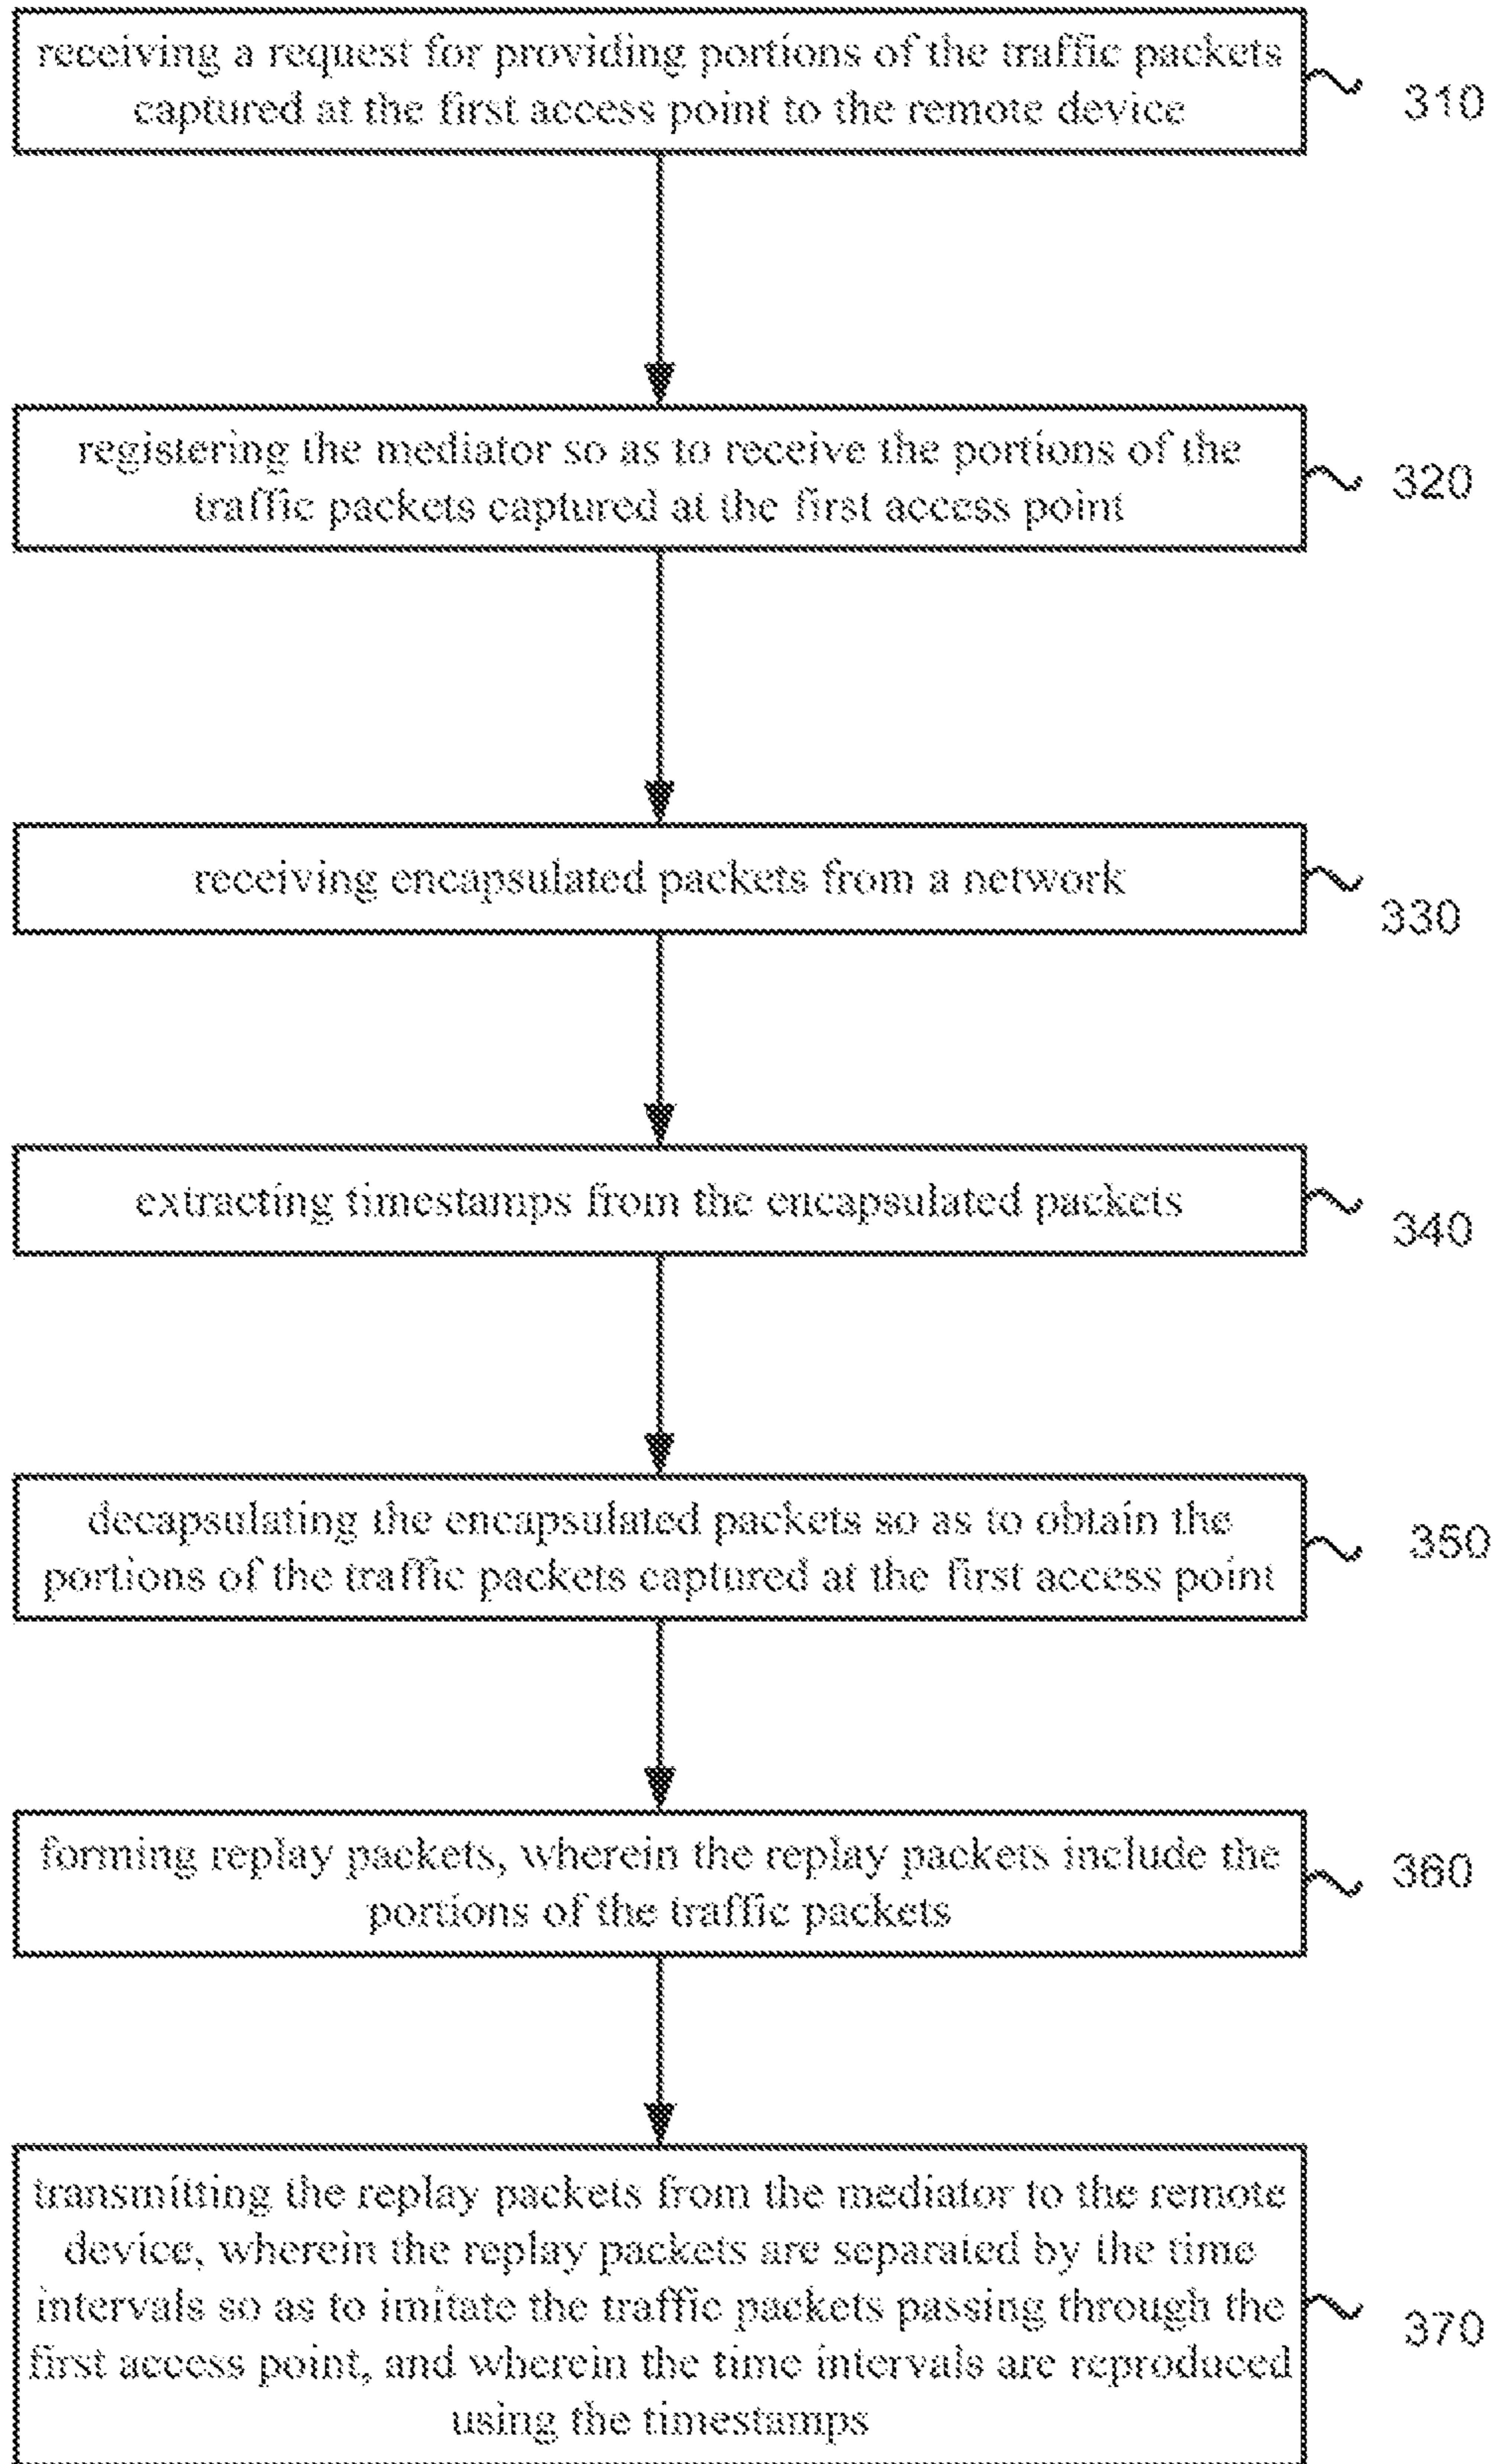 receiving a request for providing portions of the traffic packets
captured at the first access point to the remote device
310
registering the mediator so as to receive the portions of the
traffic packets captured at the first access point
320
receiving encapsulated packets from a network
330
extracting timestamps from the encapsulated packets
340
decapsulating the encapsulated packets so as to obtain the
portions of the traffic packets captured at the first access point
350
forming replay packets, wherein the replay packets include the
portions of the traffic packets
360
transmitting the replay packets from the mediator to the remote
device, wherein the replay packets are separated by the time
intervals so as to imitate the traffic packets passing through the
first access point, and wherein the time intervals are reproduced
using the timestamps
370